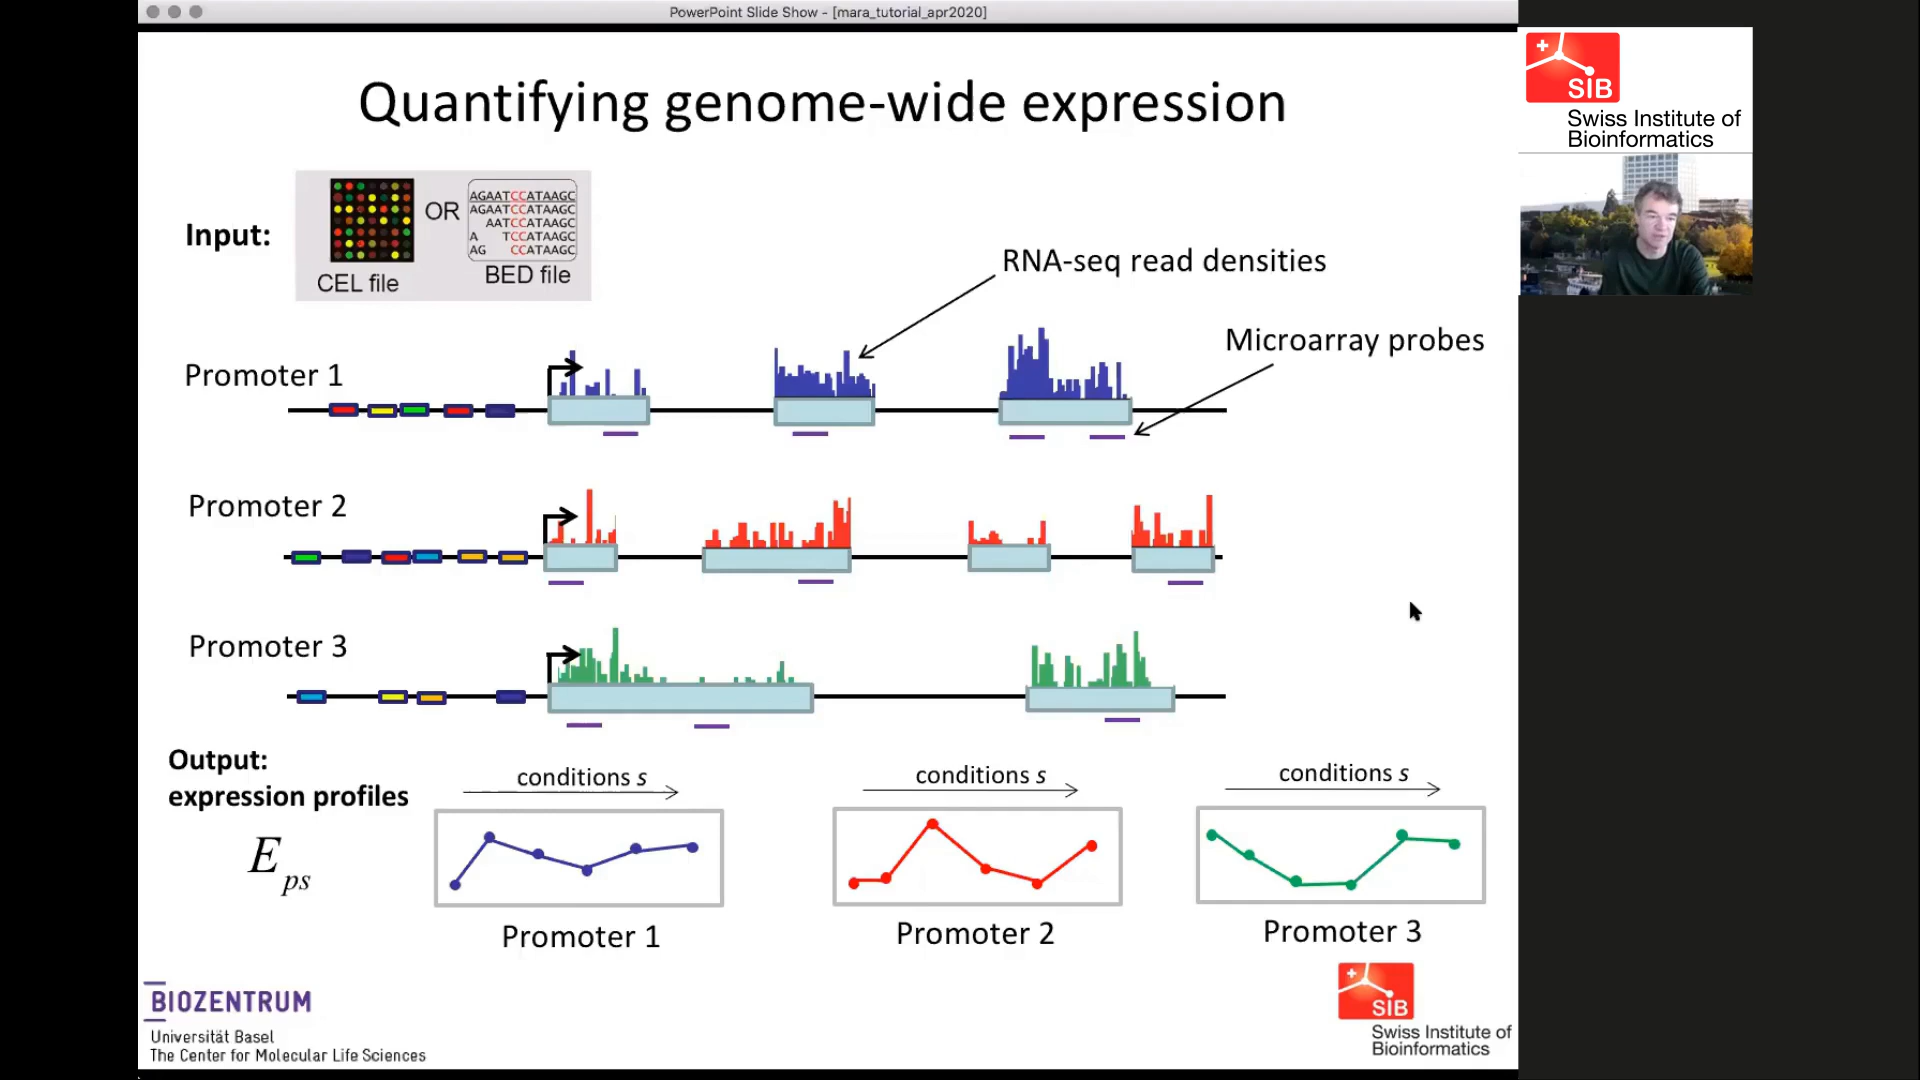 PowerPoint Slide Show - [mara_tutorial_apr2020]
Quantifying genome-wide expression
SIB
Swiss Institute of
Bioinformatics
Input:
OR
CEL file
AGAATCCATAAGC
AGAATCCATAAGC
AATCCATAAGC
A TCCATAAGC
AG CCATAAGC
BED file
RNA-seq read densities
Microarray probes
Promoter 1
Promoter 2
Promoter 3
Output:
expression profiles
E ps
conditions s
conditions s
conditions s
Promoter 1
Promoter 2
Promoter 3
BIOZENTRUM
Universität Basel
The Center for Molecular Life Sciences
SIB
Swiss Institute of
Bioinformatics